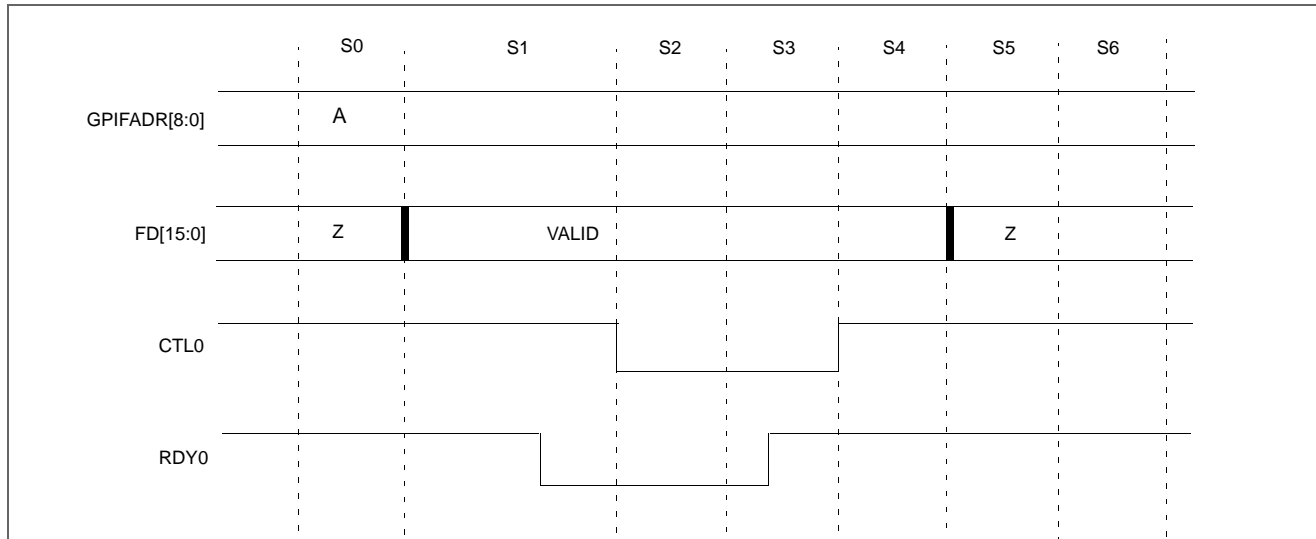 S0 S1 S2 S3 S4 S5 S6
GPIFADR[8:0] A
FD[15:0] Z VALID Z
CTL0
RDY0